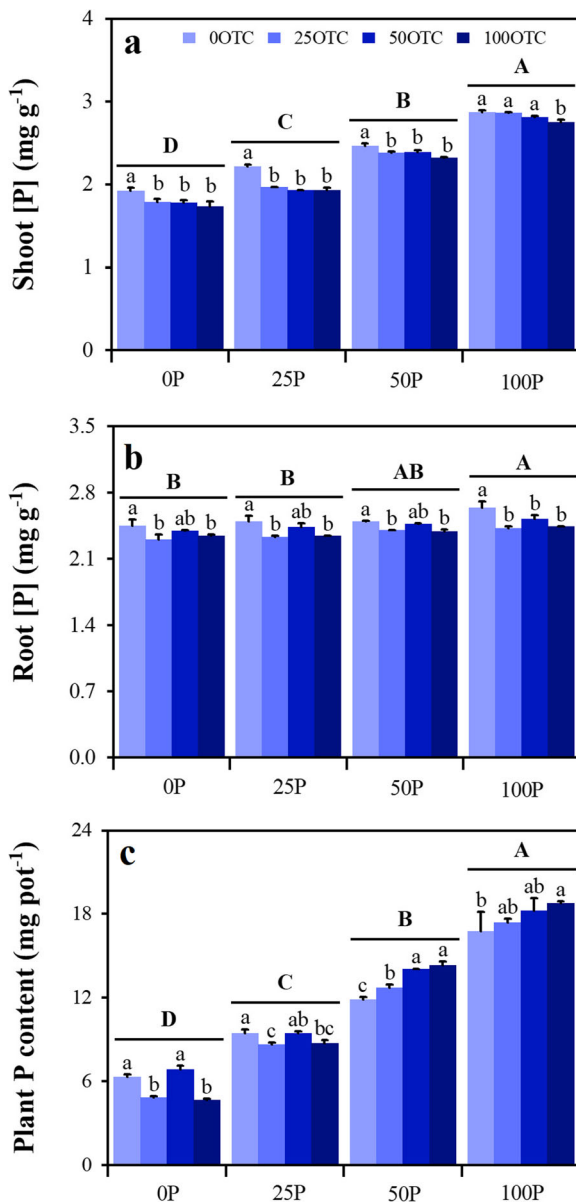 4
a
0OTC 25OTC 50OTC 100OTC
A
a a a b
3
B
a b b b
C
a b b b
D
a b b b
2
1
0
Shoot [P] (mg g-1)
0P 25P 50P 100P
3.5
b
A
a b b b
AB
a b ab b
B
a b ab b
B
a b ab b
2.8
2.1
1.4
0.7
0.0
Root [P] (mg g-1)
0P 25P 50P 100P
24
c
A
b ab ab a
18
B
c b a a
12
C
a c ab bc
D
a b a b
6
0
Plant P content (mg pot-1)
0P 25P 50P 100P